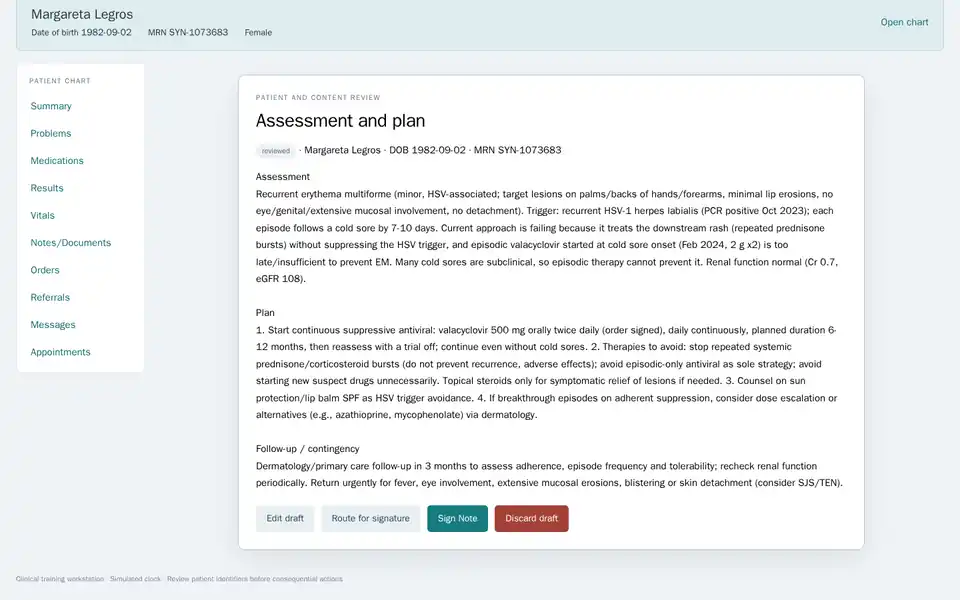 Margareta Legros
Date of birth 1982-09-02 MRN SYN-1073683 Female
Open chart
PATIENT CHART
Summary
Problems
Medications
Results
Vitals
Notes/Documents
Orders
Referrals
Messages
Appointments
PATIENT AND CONTENT REVIEW
Assessment and plan
reviewed · Margareta Legros · DOB 1982-09-02 · MRN SYN-1073683
Assessment
Recurrent erythema multiforme (minor, HSV-associated; target lesions on palms/backs of hands/forearms, minimal lip erosions, no
eye/genital/extensive mucosal involvement, no detachment). Trigger: recurrent HSV-1 herpes labialis (PCR positive Oct 2023); each
episode follows a cold sore by 7-10 days. Current approach is failing because it treats the downstream rash (repeated prednisone
bursts) without suppressing the HSV trigger, and episodic valacyclovir started at cold sore onset (Feb 2024, 2 g x2) is too
late/insufficient to prevent EM. Many cold sores are subclinical, so episodic therapy cannot prevent it. Renal function normal (Cr 0.7,
eGFR 108).
Plan
1. Start continuous suppressive antiviral: valacyclovir 500 mg orally twice daily (order signed), daily continuously, planned duration 6-
12 months, then reassess with a trial off; continue even without cold sores. 2. Therapies to avoid: stop repeated systemic
prednisone/corticosteroid bursts (do not prevent recurrence, adverse effects); avoid episodic-only antiviral as sole strategy; avoid
starting new suspect drugs unnecessarily. Topical steroids only for symptomatic relief of lesions if needed. 3. Counsel on sun
protection/lip balm SPF as HSV trigger avoidance. 4. If breakthrough episodes on adherent suppression, consider dose escalation or
alternatives (e.g., azathioprine, mycophenolate) via dermatology.
Follow-up / contingency
Dermatology/primary care follow-up in 3 months to assess adherence, episode frequency and tolerability; recheck renal function
periodically. Return urgently for fever, eye involvement, extensive mucosal erosions, blistering or skin detachment (consider SJS/TEN).
Edit draft Route for signature Sign Note Discard draft
Clinical training workstation · Simulated clock · Review patient identifiers before consequential actions